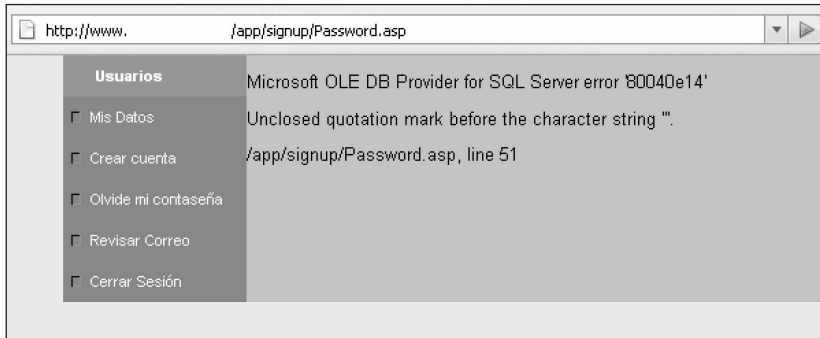 http://www. /app/signup/Password.asp
Usuarios
Mis Datos
Crear cuenta
Olvide mi contaseña
Revisar Correo
Cerrar Sesión
Microsoft OLE DB Provider for SQL Server error '80040e14'
Unclosed quotation mark before the character string '''.
/app/signup/Password.asp, line 51